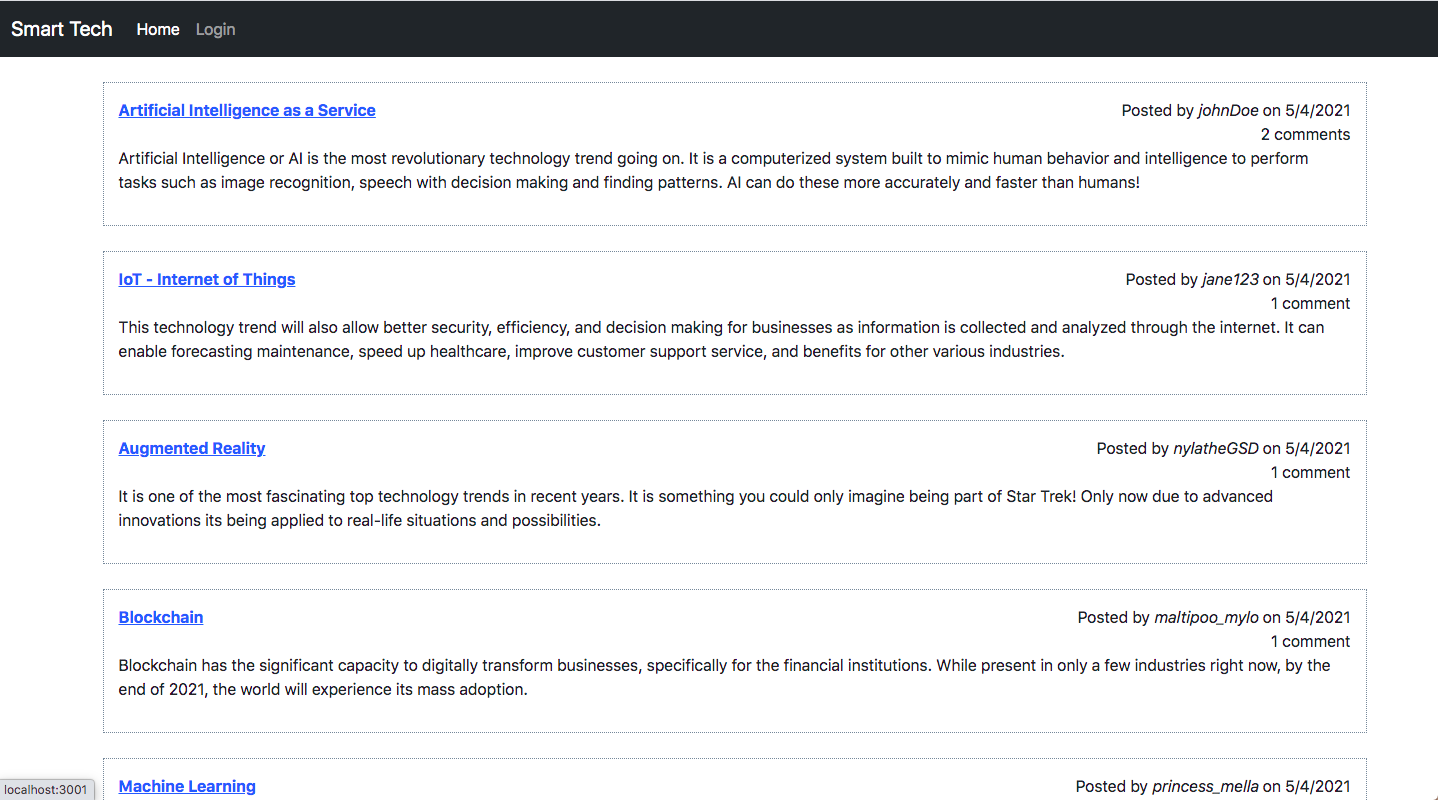 Smart Tech Home Login
Artificial Intelligence as a Service Posted by johnDoe on 5/4/2021
2 comments
Artificial Intelligence or AI is the most revolutionary technology trend going on. It is a computerized system built to mimic human behavior and intelligence to perform
tasks such as image recognition, speech with decision making and finding patterns. AI can do these more accurately and faster than humans!
IoT - Internet of Things Posted by jane123 on 5/4/2021
1 comment
This technology trend will also allow better security, efficiency, and decision making for businesses as information is collected and analyzed through the internet. It can
enable forecasting maintenance, speed up healthcare, improve customer support service, and benefits for other various industries.
Augmented Reality Posted by nylatheGSD on 5/4/2021
1 comment
It is one of the most fascinating top technology trends in recent years. It is something you could only imagine being part of Star Trek! Only now due to advanced
innovations its being applied to real-life situations and possibilities.
Blockchain Posted by maltipoo_mylo on 5/4/2021
1 comment
Blockchain has the significant capacity to digitally transform businesses, specifically for the financial institutions. While present in only a few industries right now, by the
end of 2021, the world will experience its mass adoption.
Machine Learning Posted by princess_mella on 5/4/2021
localhost:3001